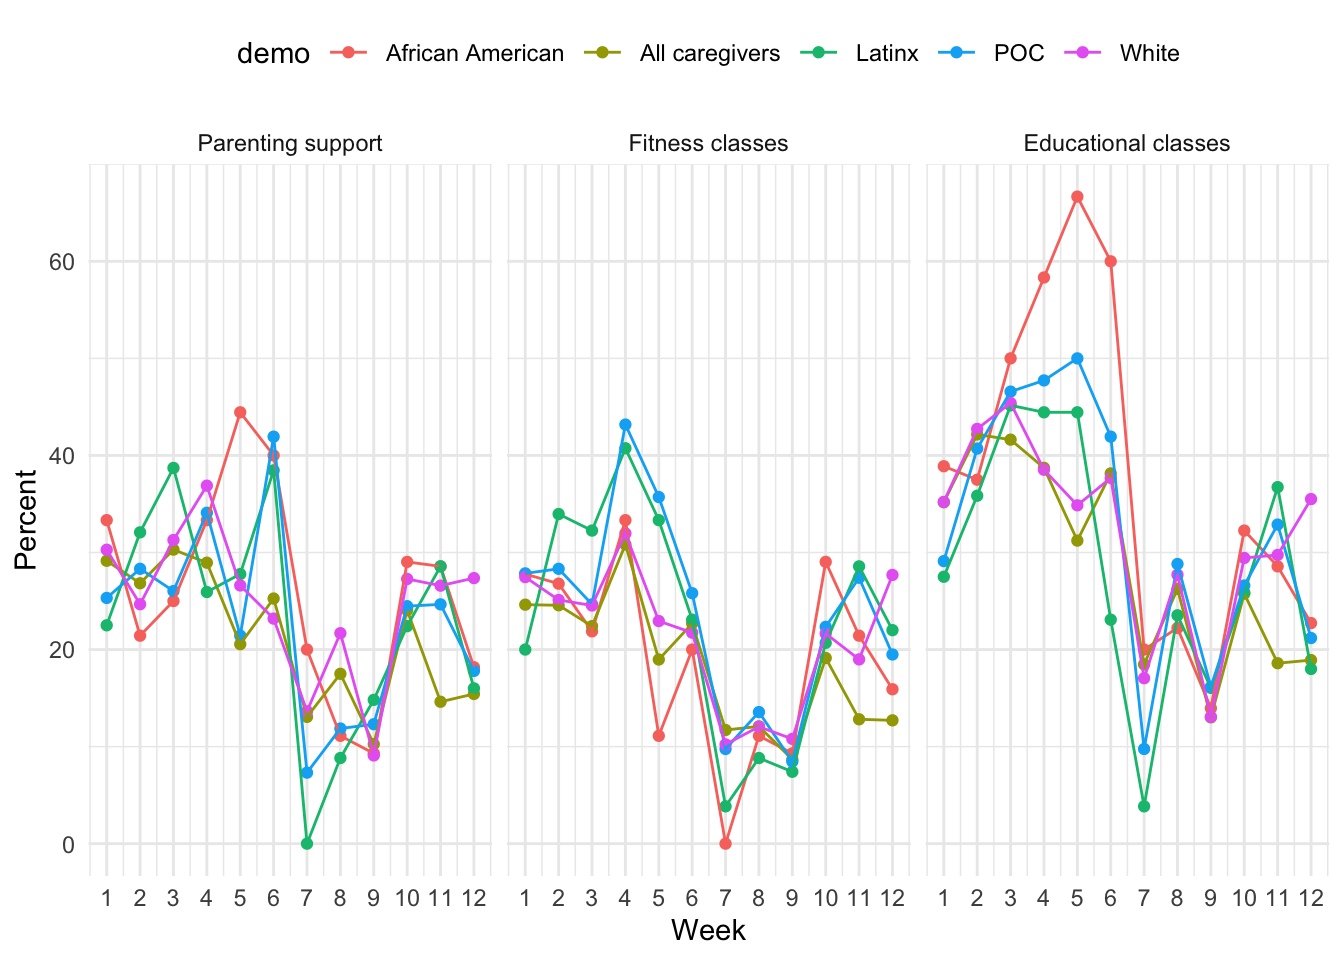 demo African American All caregivers Latinx POC White
Parenting support Fitness classes Educational classes
60
40
20
0
Percent
1 2 3 4 5 6 7 8 9 10 11 12 1 2 3 4 5 6 7 8 9 10 11 12 1 2 3 4 5 6 7 8 9 10 11 12
Week